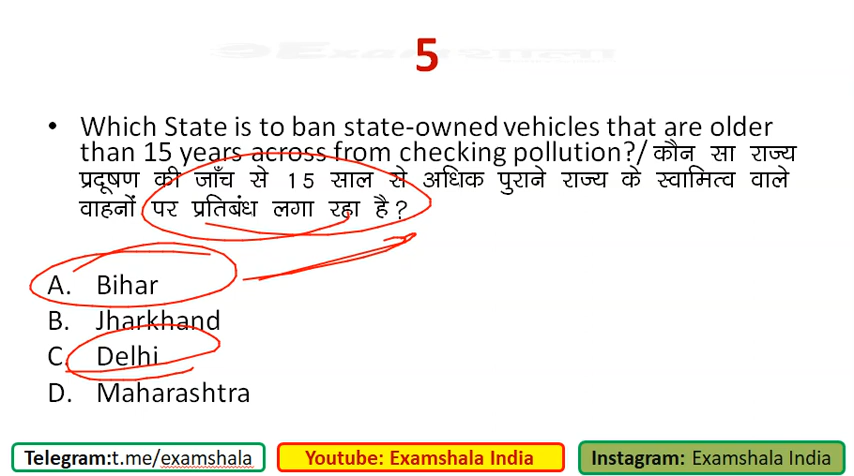 5
• Which State is to ban state-owned vehicles that are older
than 15 years across from checking pollution?/ कौन सा राज्य
प्रदूषण की जाँच से 15 साल से अधिक पुराने राज्य के स्वामित्व वाले
वाहनों पर प्रतिबंध लगा रहा है?
A. Bihar
B. Jharkhand
C. Delhi
D. Maharashtra
Telegram:t.me/examshala
Youtube: Examshala India
Instagram: Examshala India